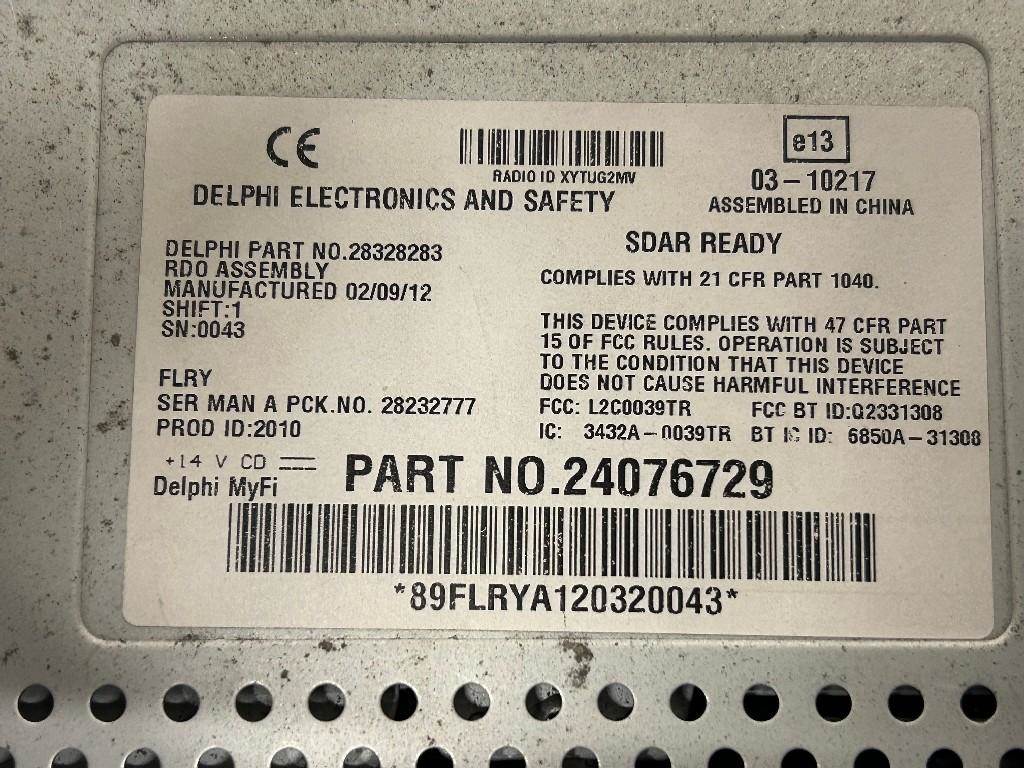 CE
e13
RADIO ID XYTUG2MV
03-10217
DELPHI ELECTRONICS AND SAFETY
ASSEMBLED IN CHINA
SDAR READY
DELPHI PART NO.28328283
RDO ASSEMBLY
MANUFACTURED 02/09/12
SHIFT:1
SN:0043
COMPLIES WITH 21 CFR PART 1040.
THIS DEVICE COMPLIES WITH 47 CFR PART
15 OF FCC RULES. OPERATION IS SUBJECT
TO THE CONDITION THAT THIS DEVICE
DOES NOT CAUSE HARMFUL INTERFERENCE
FLRY
SER MAN A PCK.NO. 28232777
PROD ID:2010
FCC: L2C0039TR FCC BT ID:Q2331308
IC: 3432A-0039TR BT IC ID: 6850A-31308
+14 V CD
Delphi MyFi
PART NO.24076729
*89FLRYA120320043*